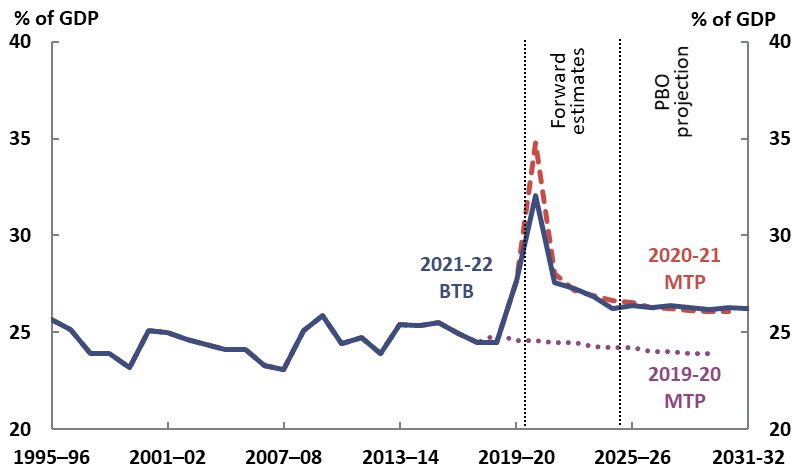 % of GDP
% of GDP
40
40
35
35
30
30
25
25
20
20
Forward
estimates
PBO
projection
2021-22
BTB
2020-21
MTP
2019-20
MTP
1995–96
2001–02
2007–08
2013–14
2019–20
2025–26
2031-32